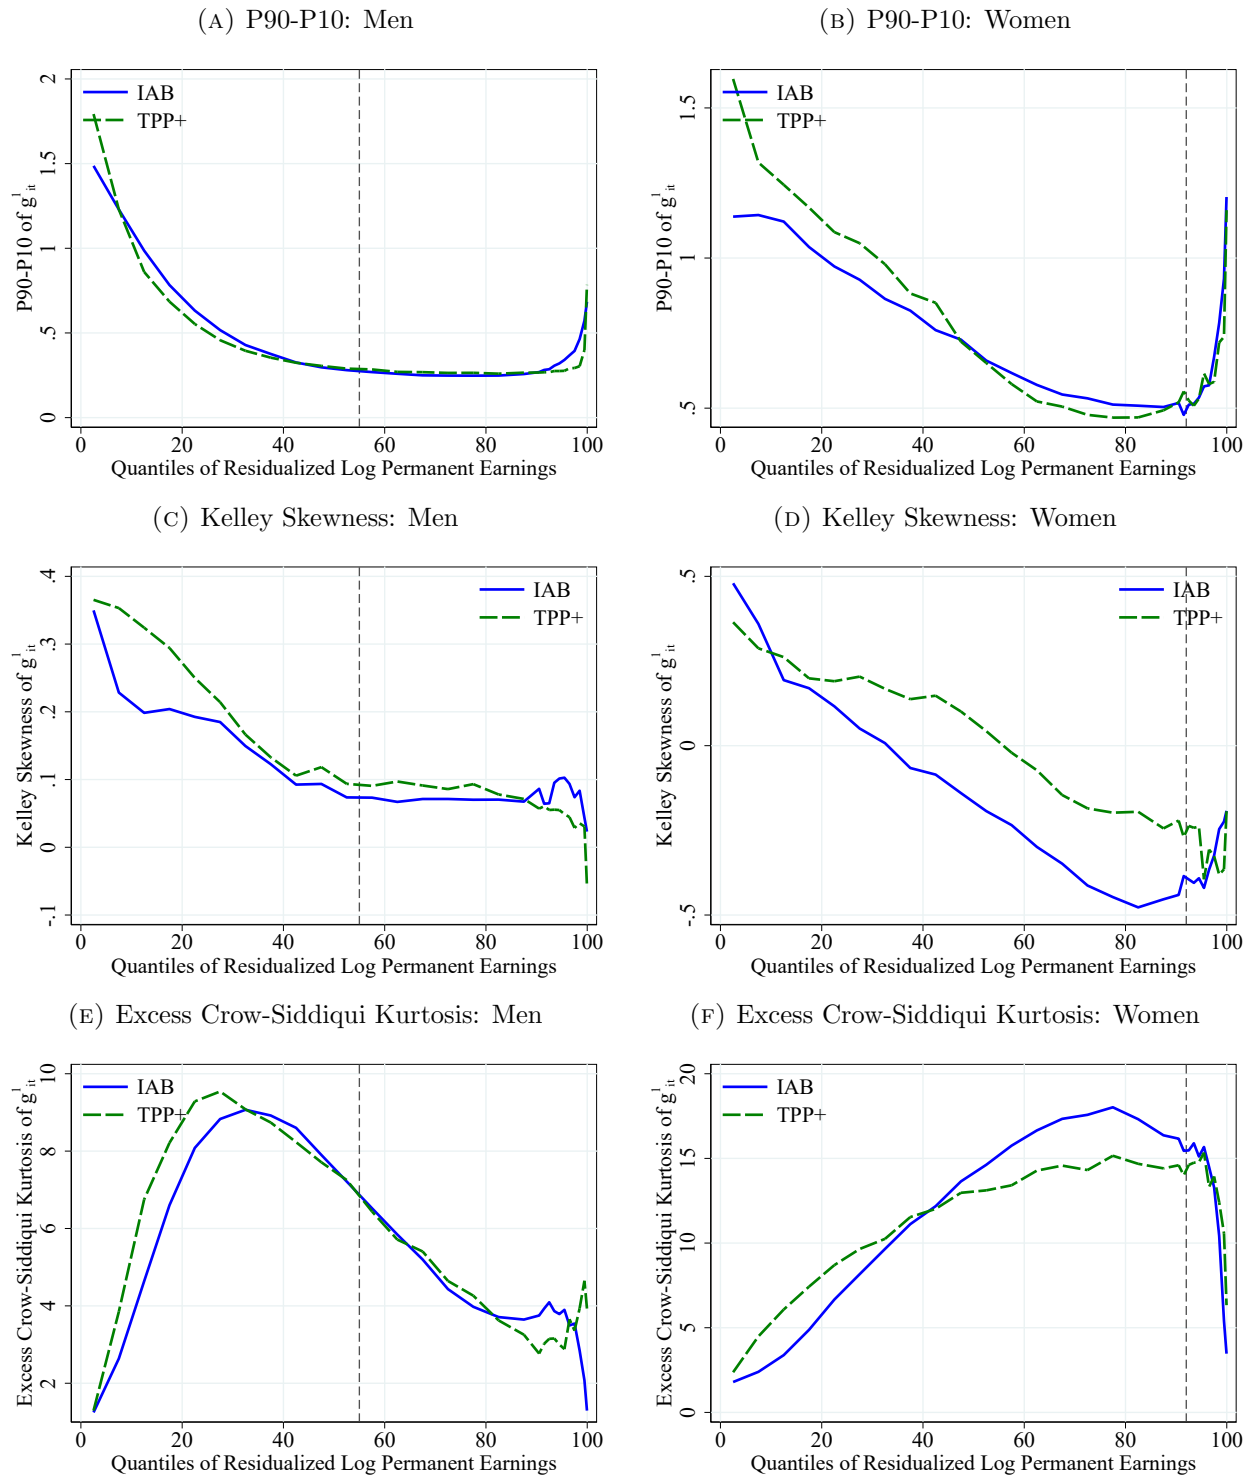 (A) P90-P10: Men
P90-P10 of g¹ᵢₜ
2
1.5
1
.5
0
IAB
TPP+
0 20 40 60 80 100
Quantiles of Residualized Log Permanent Earnings
(B) P90-P10: Women
P90-P10 of g¹ᵢₜ
1.5
1
.5
IAB
TPP+
0 20 40 60 80 100
Quantiles of Residualized Log Permanent Earnings
(C) Kelley Skewness: Men
Kelley Skewness of g¹ᵢₜ
.4
.3
.2
.1
0
-.1
IAB
TPP+
0 20 40 60 80 100
Quantiles of Residualized Log Permanent Earnings
(D) Kelley Skewness: Women
Kelley Skewness of g¹ᵢₜ
.5
0
-.5
IAB
TPP+
0 20 40 60 80 100
Quantiles of Residualized Log Permanent Earnings
(E) Excess Crow-Siddiqui Kurtosis: Men
Excess Crow-Siddiqui Kurtosis of g¹ᵢₜ
10
8
6
4
2
IAB
TPP+
0 20 40 60 80 100
Quantiles of Residualized Log Permanent Earnings
(F) Excess Crow-Siddiqui Kurtosis: Women
Excess Crow-Siddiqui Kurtosis of g¹ᵢₜ
20
15
10
5
0
IAB
TPP+
0 20 40 60 80 100
Quantiles of Residualized Log Permanent Earnings